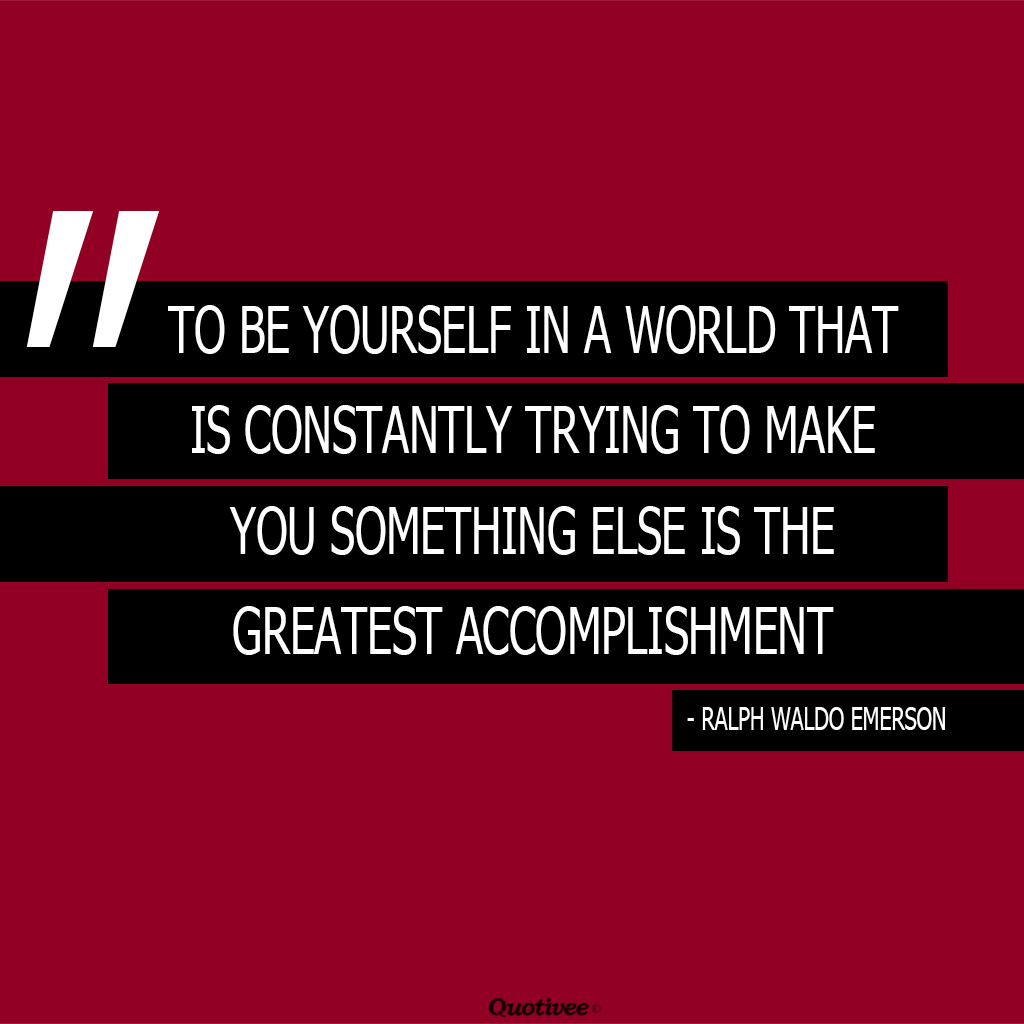 "
TO BE YOURSELF IN A WORLD THAT
IS CONSTANTLY TRYING TO MAKE
YOU SOMETHING ELSE IS THE
GREATEST ACCOMPLISHMENT
- RALPH WALDO EMERSON
Quotivee ©